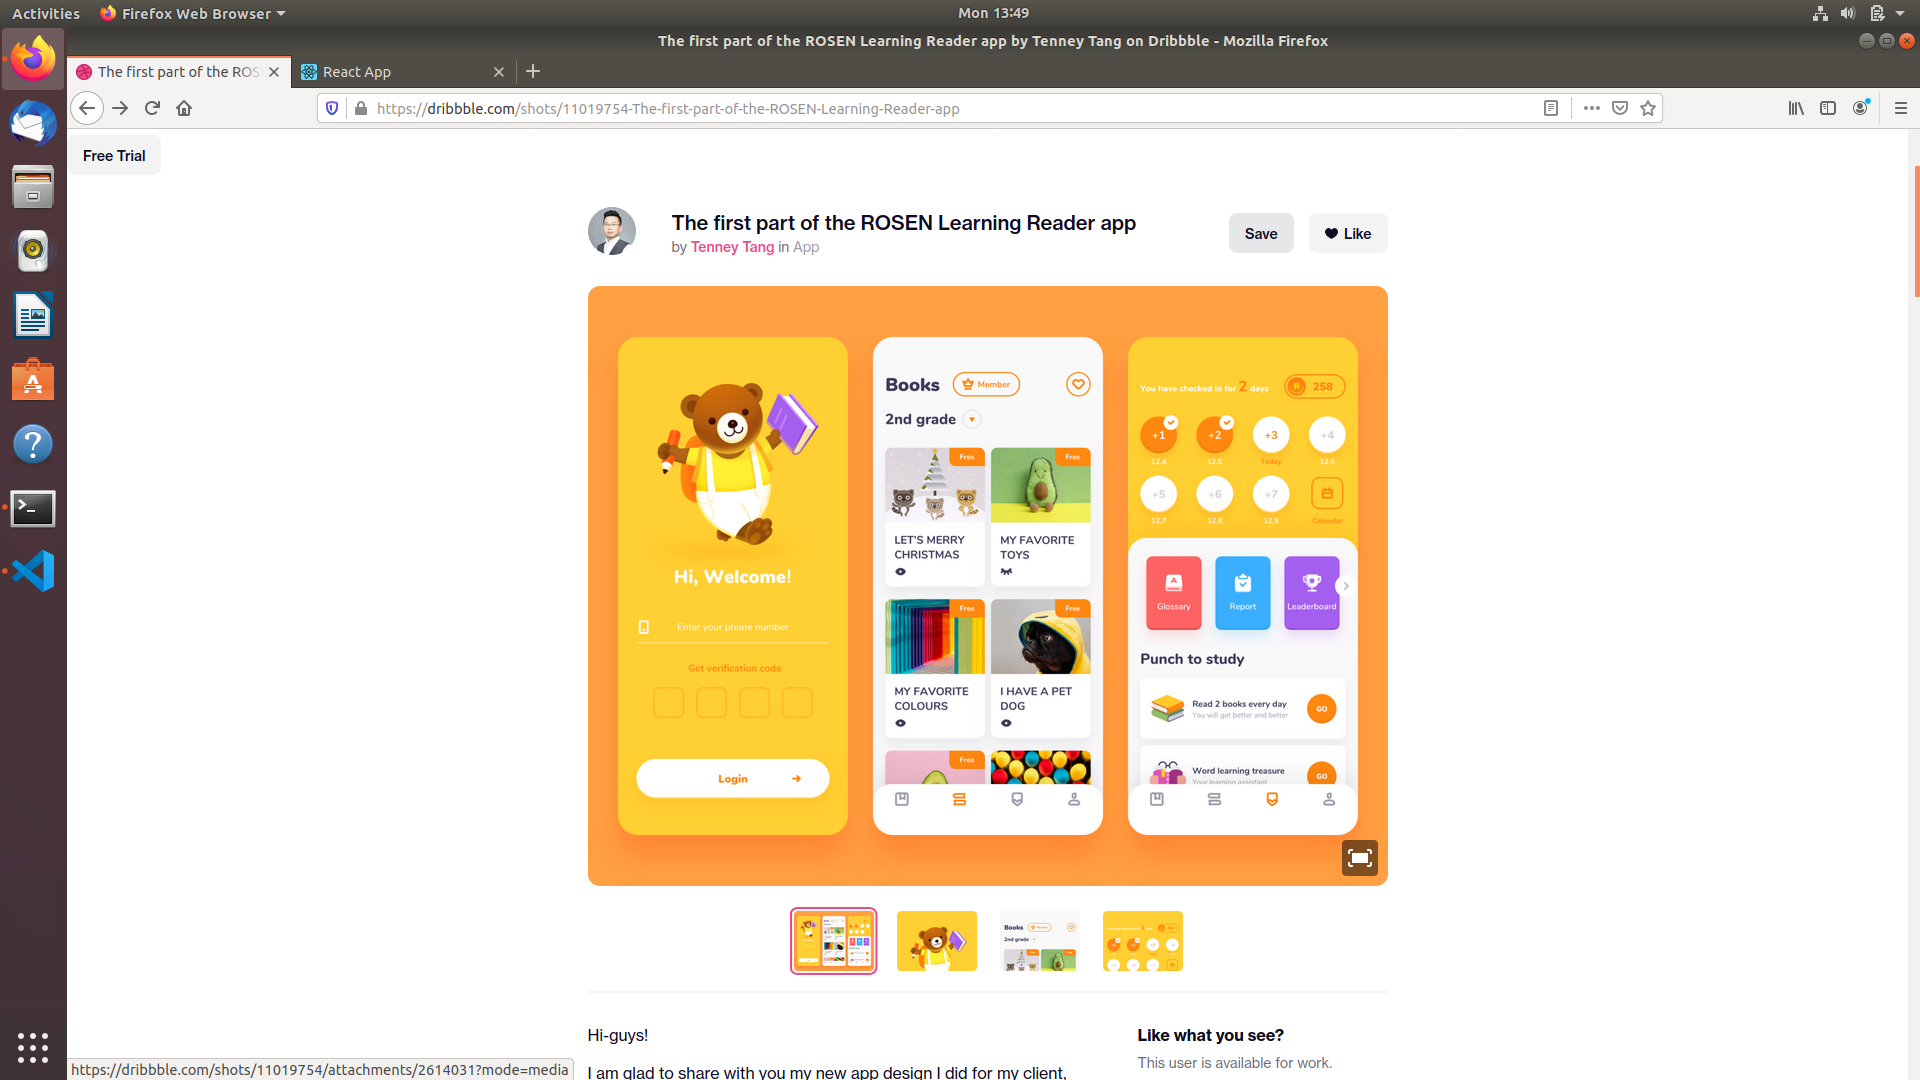 Activities
Firefox Web Browser
Mon 13:49
The first part of the ROSEN Learning Reader app by Tenney Tang on Dribbble - Mozilla Firefox
The first part of the ROS
React App
https://dribbble.com/shots/11019754-The-first-part-of-the-ROSEN-Learning-Reader-app
Free Trial
The first part of the ROSEN Learning Reader app
by Tenney Tang in App
Save
Like
Hi, Welcome!
Enter your phone number
Get verification code
Login
Books
Member
2nd grade
Free
Free
LET'S MERRY
CHRISTMAS
MY FAVORITE
TOYS
Free
Free
MY FAVORITE
COLOURS
I HAVE A PET
DOG
Free
You have checked in for 2 days
R 258
+1
+2
+3
+4
12.4
12.5
Today
12.6
+5
+6
+7
12.7
12.8
12.9
Calendar
A
Glossary
Report
Leaderboard
Punch to study
Read 2 books every day
You will get better and better
GO
Word learning treasure
Your learning assistant
GO
Books
Member
2nd grade
Hi-guys!
I am glad to share with you my new app design I did for my client,
Like what you see?
This user is available for work.
https://dribbble.com/shots/11019754/attachments/2614031?mode=media